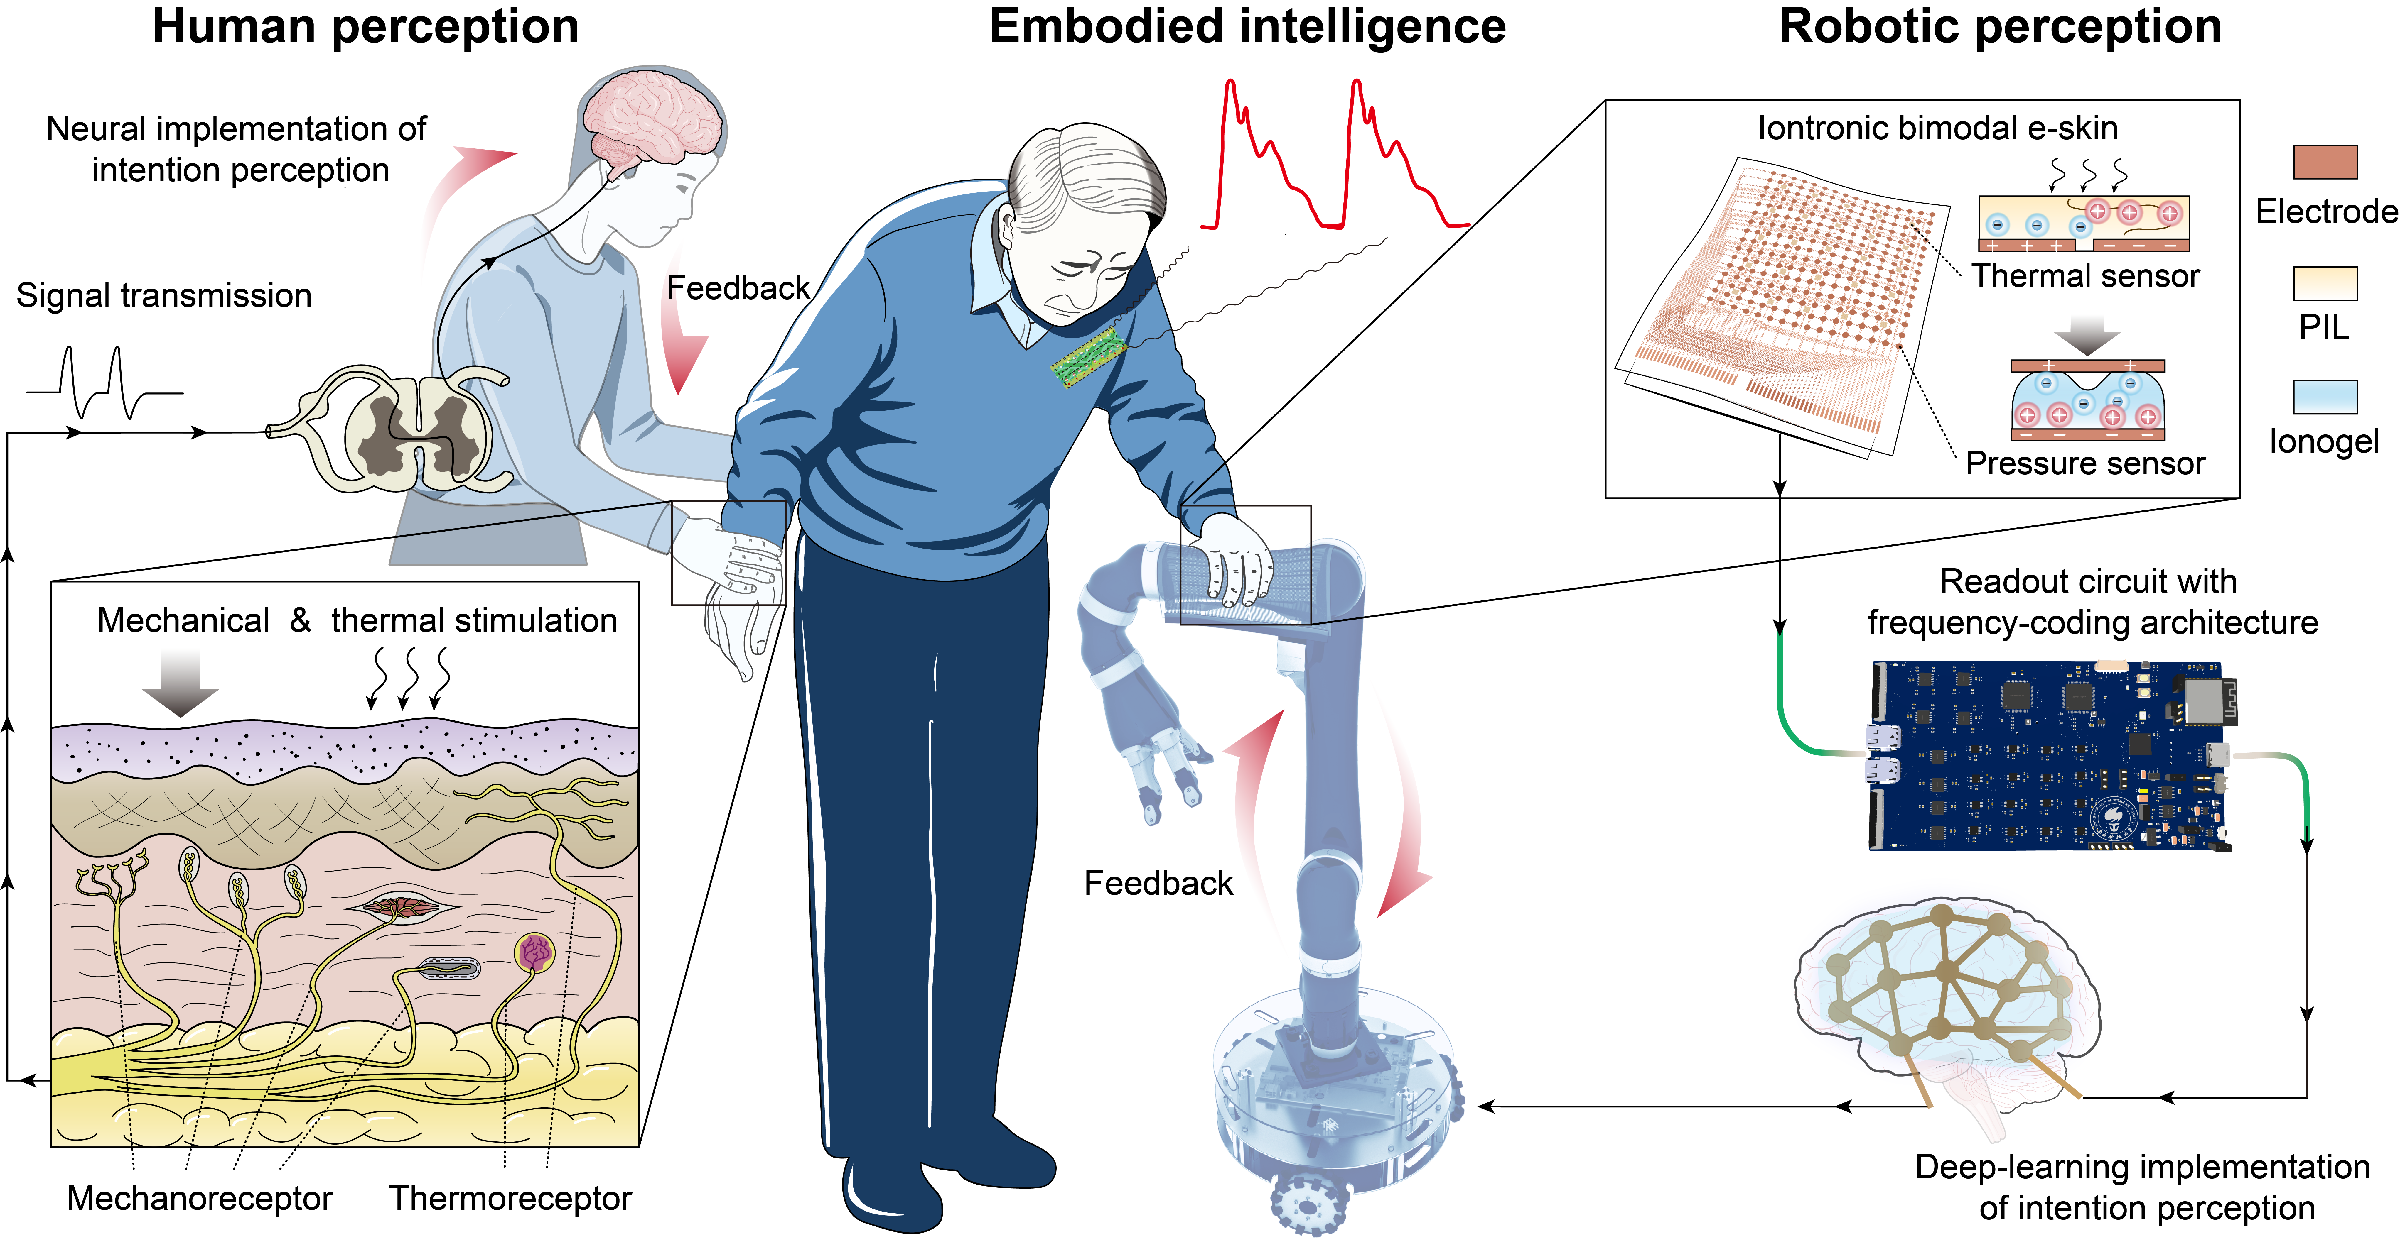 Human perception
Embodied intelligence
Robotic perception
Neural implementation of
intention perception
Signal transmission
Feedback
Mechanical & thermal stimulation
Mechanoreceptor
Thermoreceptor
Feedback
Iontronic bimodal e-skin
Thermal sensor
Pressure sensor
Electrode
PIL
Ionogel
Readout circuit with
frequency-coding architecture
Deep-learning implementation
of intention perception